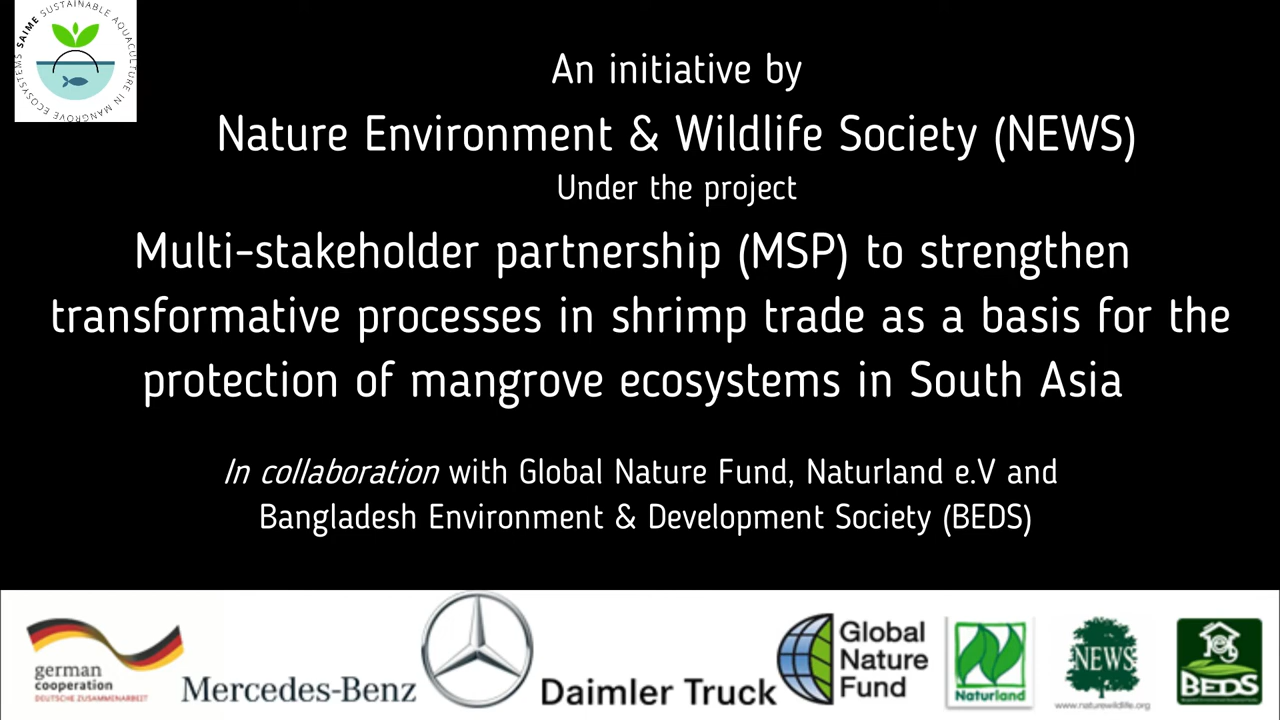 SAIME SUSTAINABLE AQUACULTURE IN MANGROVE ECOSYSTEMS
An initiative by
Nature Environment & Wildlife Society (NEWS)
Under the project
Multi-stakeholder partnership (MSP) to strengthen
transformative processes in shrimp trade as a basis for the
protection of mangrove ecosystems in South Asia
In collaboration with Global Nature Fund, Naturland e.V and
Bangladesh Environment & Development Society (BEDS)
german
cooperation
DEUTSCHE ZUSAMMENARBEIT
Mercedes-Benz
Daimler Truck
Global
Nature
Fund
Naturland
NEWS
www.naturewildlife.org
BEDS